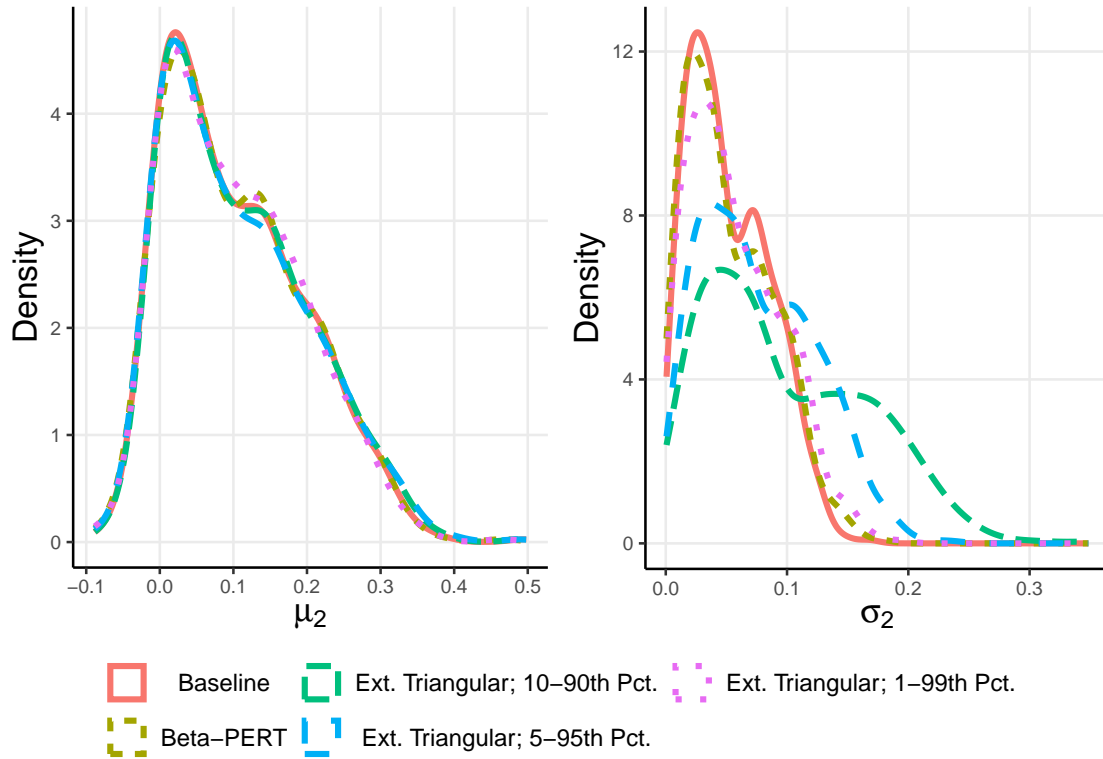 Density
4
3
2
1
0
−0.1 0.0 0.1 0.2 0.3 0.4 0.5
μ2
Density
12
8
4
0
0.0 0.1 0.2 0.3
σ2
Baseline Ext. Triangular; 10−90th Pct. Ext. Triangular; 1−99th Pct.
Beta−PERT Ext. Triangular; 5−95th Pct.